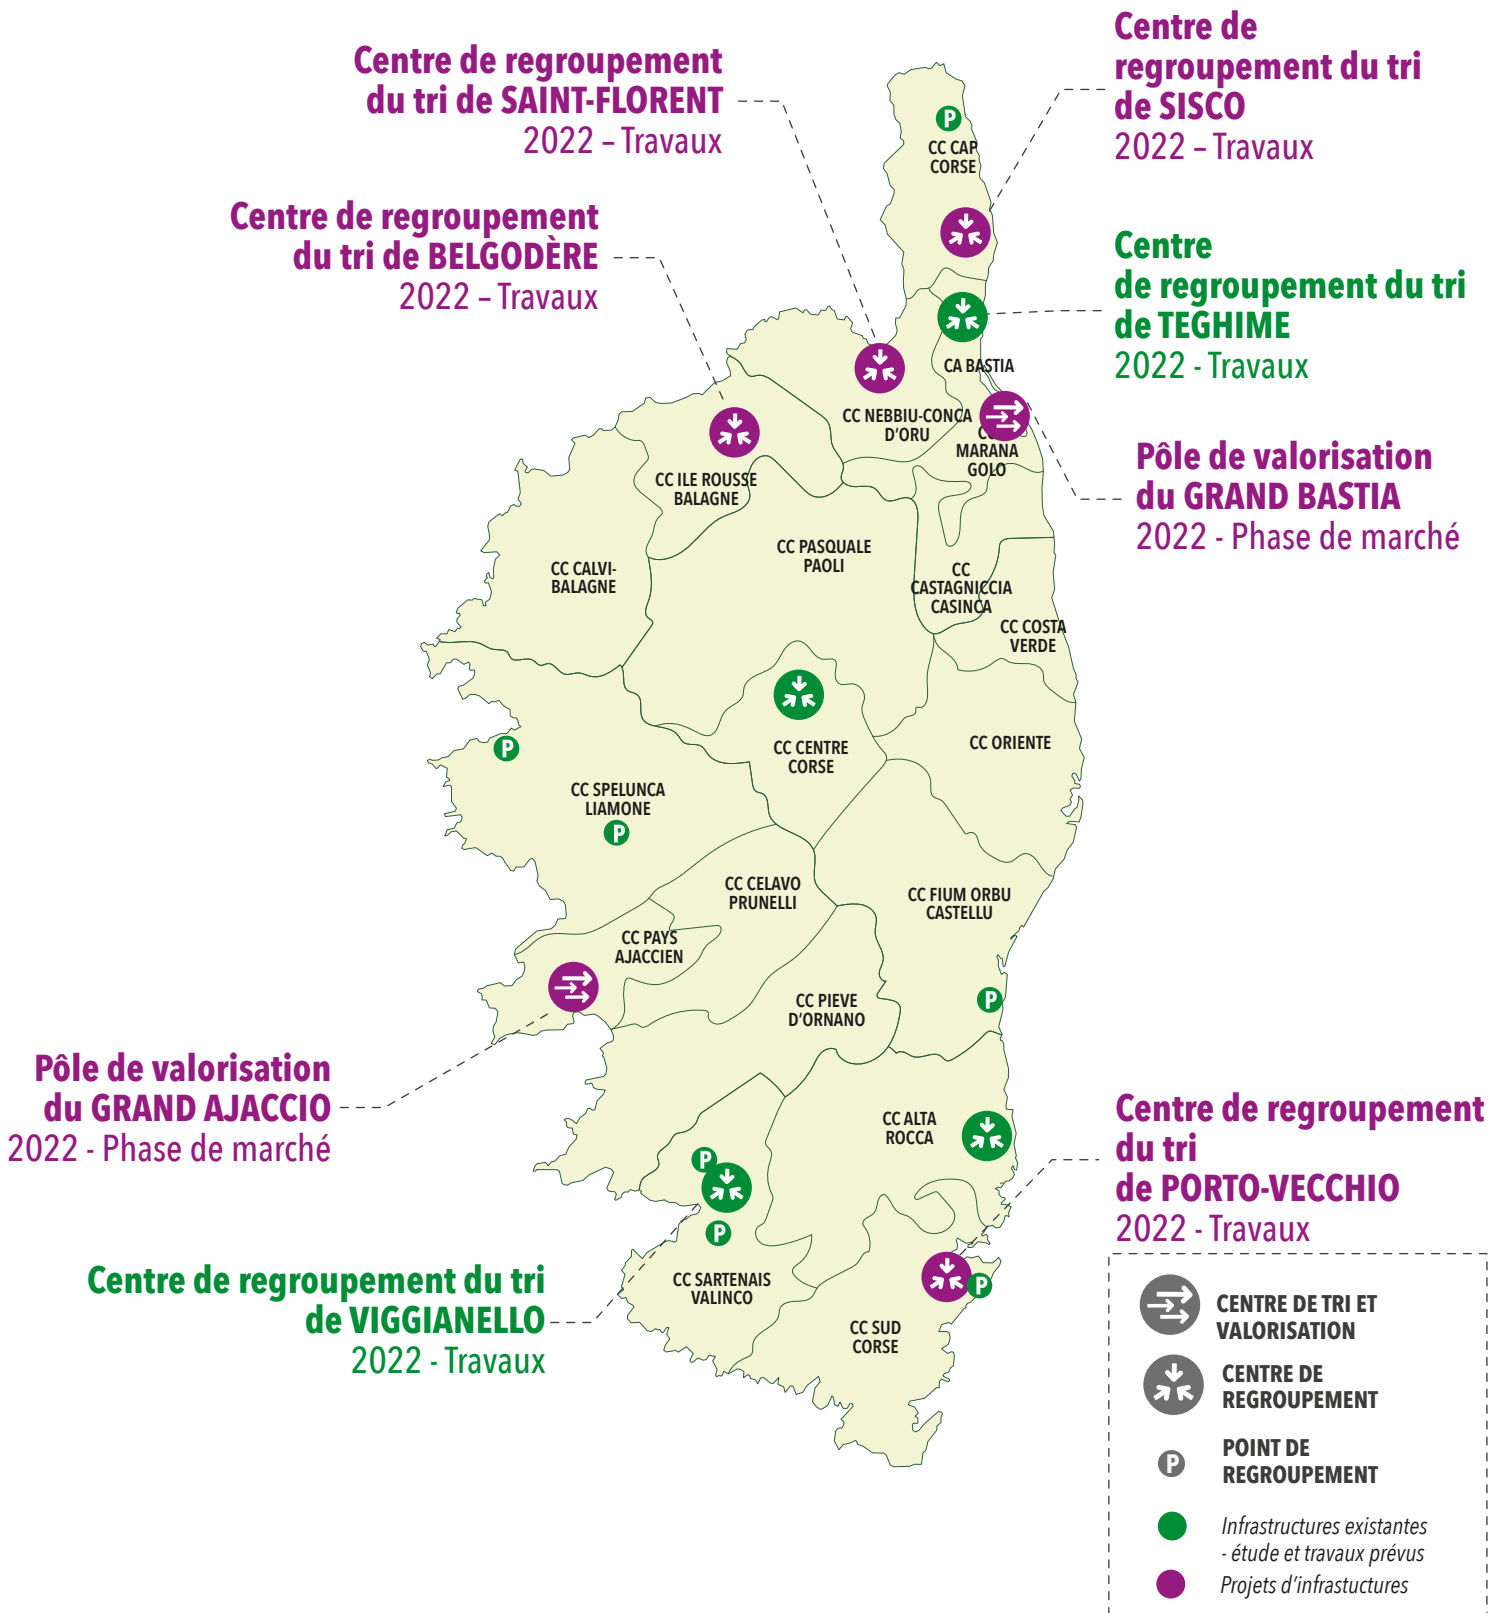 Centre de regroupement
du tri de SAINT-FLORENT
2022 – Travaux
Centre de
regroupement du tri
de SISCO
2022 – Travaux
Centre de regroupement
du tri de BELGODÈRE
2022 – Travaux
Centre
de regroupement du tri
de TEGHIME
2022 - Travaux
Pôle de valorisation
du GRAND BASTIA
2022 - Phase de marché
P
CC CAP
CORSE
CA BASTIA
CC NEBBIU-CONCA
D'ORU
MARANA
GOLO
CC ILE ROUSSE
BALAGNE
CC PASQUALE
PAOLI
CC CALVI-
BALAGNE
CC
CASTAGNICCIA
CASINCA
CC COSTA
VERDE
CC CENTRE
CORSE
CC ORIENTE
P
CC SPELUNCA
LIAMONE
P
CC CELAVO
PRUNELLI
CC FIUM ORBU
CASTELLU
CC PAYS
AJACCIEN
CC PIEVE
D'ORNANO
P
Pôle de valorisation
du GRAND AJACCIO
2022 - Phase de marché
CC ALTA
ROCCA
P
P
Centre de regroupement
du tri
de PORTO-VECCHIO
2022 - Travaux
Centre de regroupement du tri
de VIGGIANELLO
2022 - Travaux
CC SARTENAIS
VALINCO
P
CC SUD
CORSE
CENTRE DE TRI ET
VALORISATION
CENTRE DE
REGROUPEMENT
P
POINT DE
REGROUPEMENT
Infrastructures existantes
- étude et travaux prévus
Projets d'infrastuctures